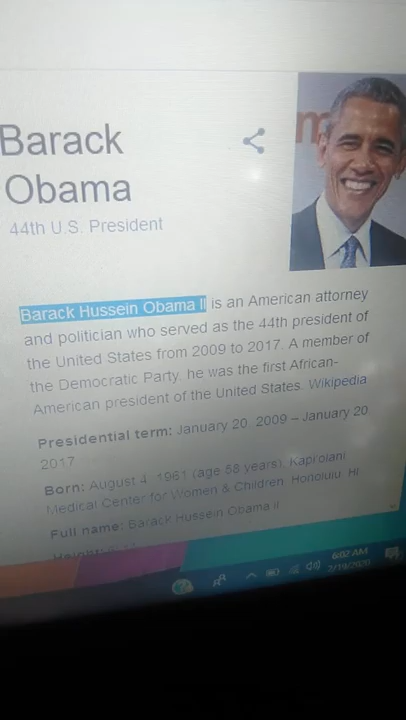 Barack
Obama
44th U.S. President
m
Barack Hussein Obama II is an American attorney
and politician who served as the 44th president of
the United States from 2009 to 2017. A member of
the Democratic Party, he was the first African-
American president of the United States. Wikipedia
Presidential term: January 20, 2009 – January 20,
2017
Born: August 4, 1961 (age 58 years), Kapiʻolani
Medical Center for Women & Children, Honolulu, HI
Full name: Barack Hussein Obama II
Height:
6:02 AM
2/19/2020